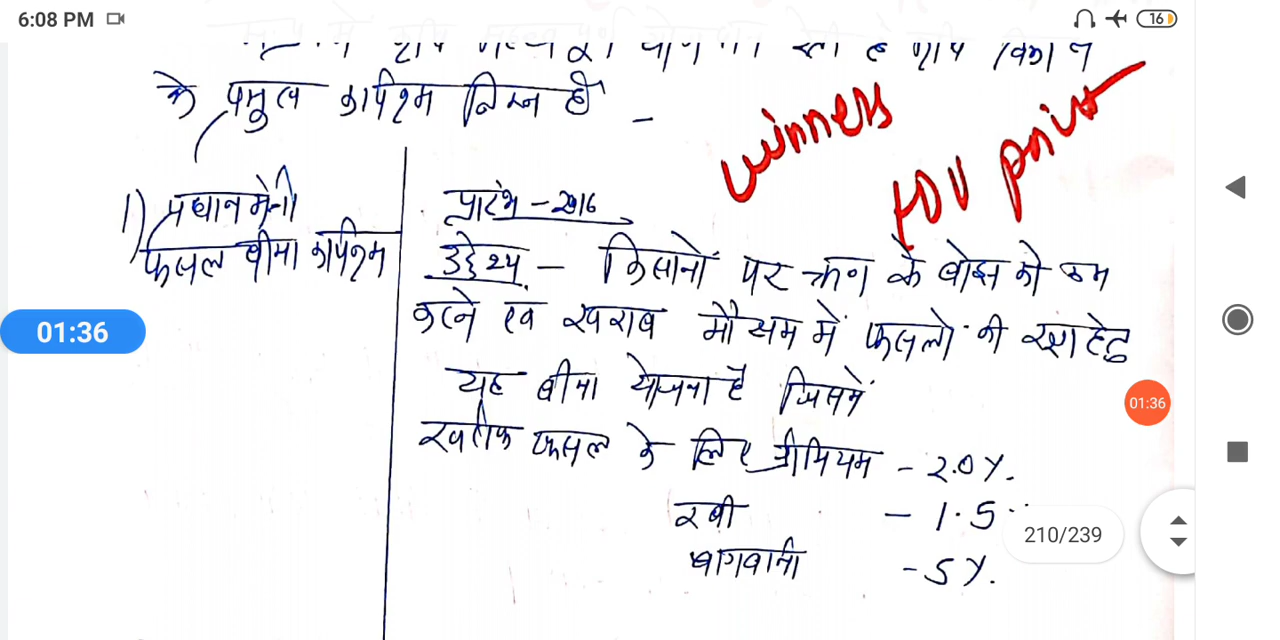 6:08 PM
16
के प्रमुख कार्यक्रम निम्न है -
winners
PDV point
1) प्रधानमंत्री
फसल बीमा कार्यक्रम
प्रारंभ - 2016
उद्देश्य - किसानों पर ऋण के बोझ को कम
करने एव खराब मौसम में फसलो की रक्षा हेतु
यह बीमा योजना है जिसमें
खरीफ फसल के लिए प्रीमियम - 2.0%.
रबी - 1.5
बागवानी - 5%.
01:36
01:36
210/239